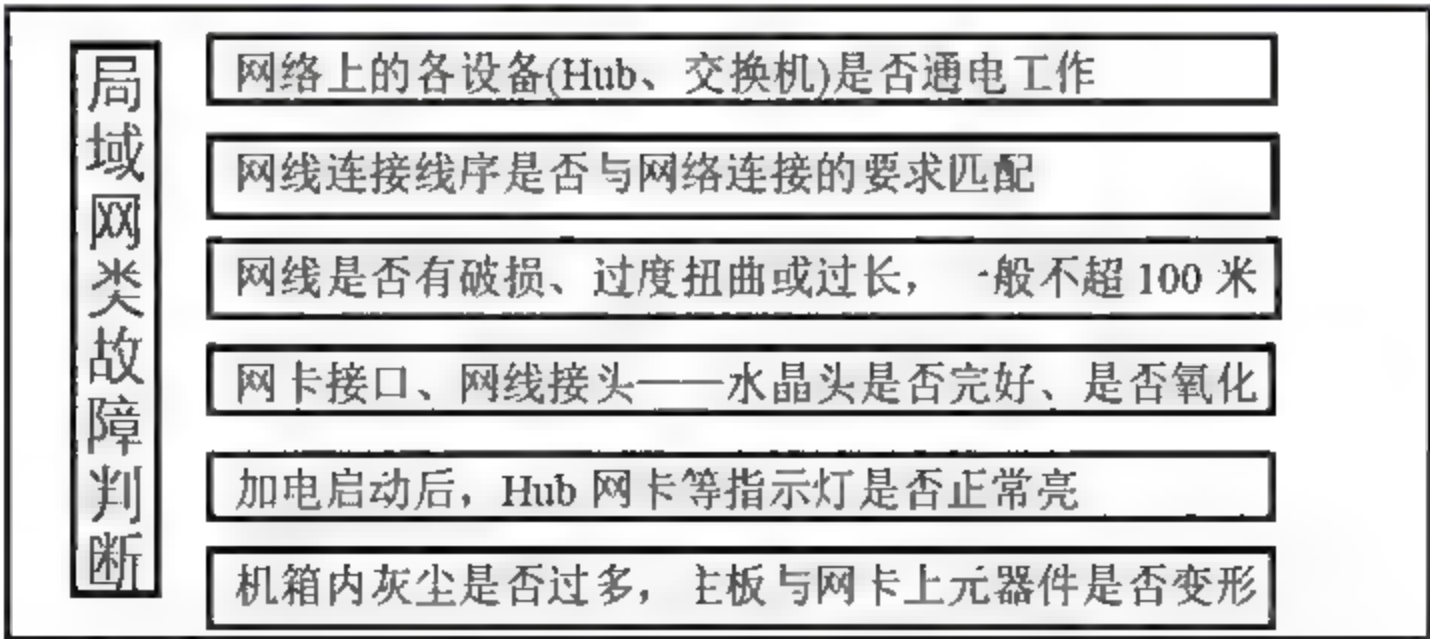 局域网类故障判断
网络上的各设备(Hub、交换机)是否通电工作
网线连接线序是否与网络连接的要求匹配
网线是否有破损、过度扭曲或过长，一般不超100米
网卡接口、网线接头——水晶头是否完好、是否氧化
加电启动后，Hub网卡等指示灯是否正常亮
机箱内灰尘是否过多，主板与网卡上元器件是否变形